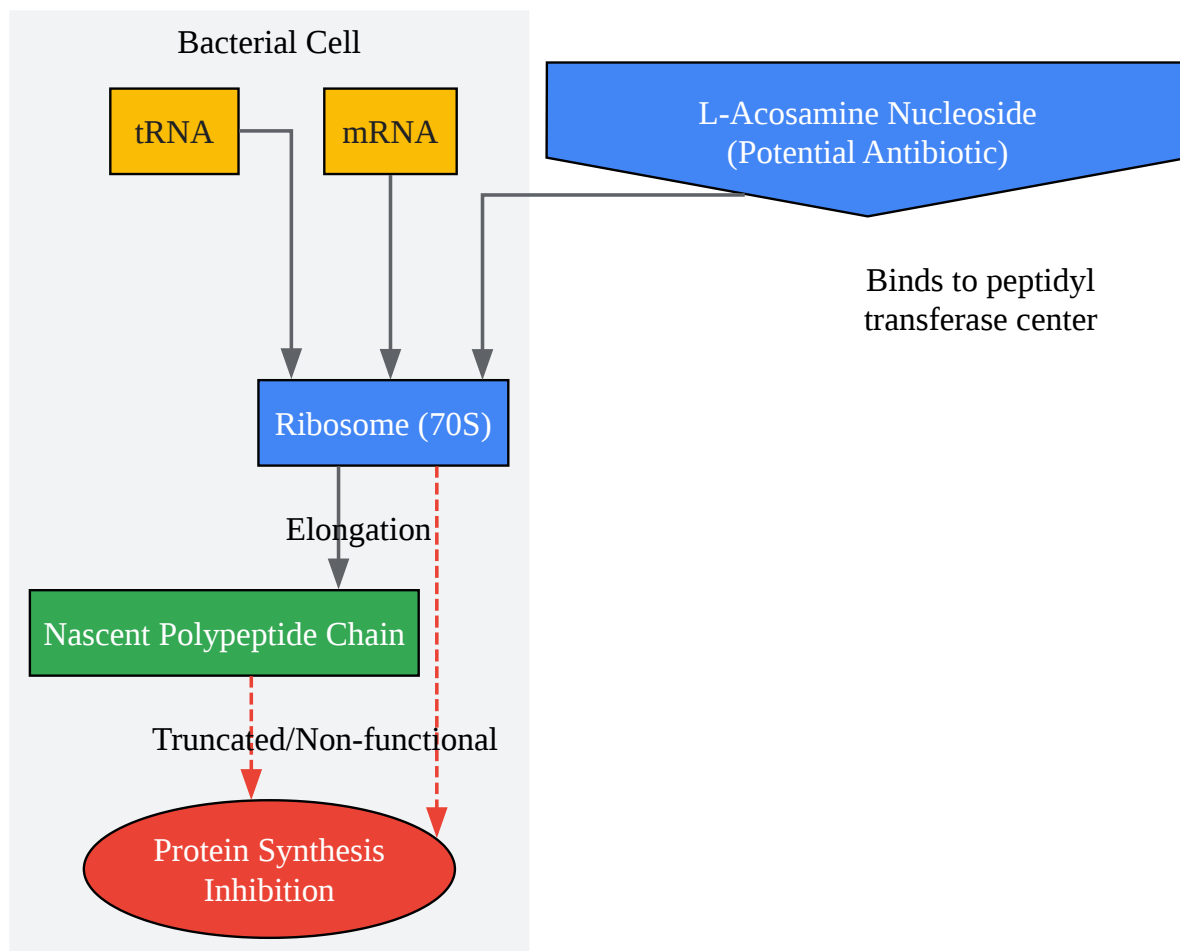 Bacterial Cell
tRNA
mRNA
L-Acosamine Nucleoside
(Potential Antibiotic)
Binds to peptidyl
transferase center
Ribosome (70S)
Elongation
Nascent Polypeptide Chain
Truncated/Non-functional
Protein Synthesis
Inhibition